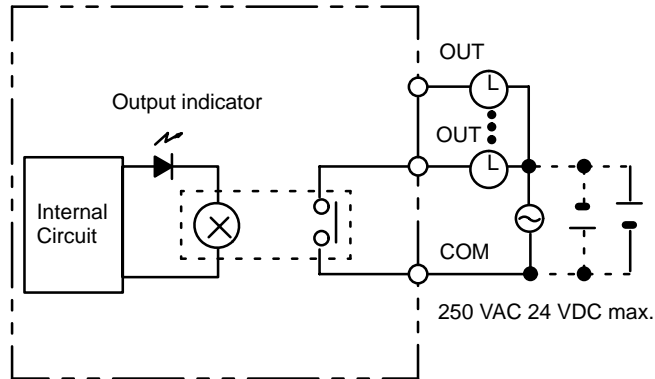 OUT
L
Output indicator
OUT
L
Internal
Circuit
COM
250 VAC 24 VDC max.